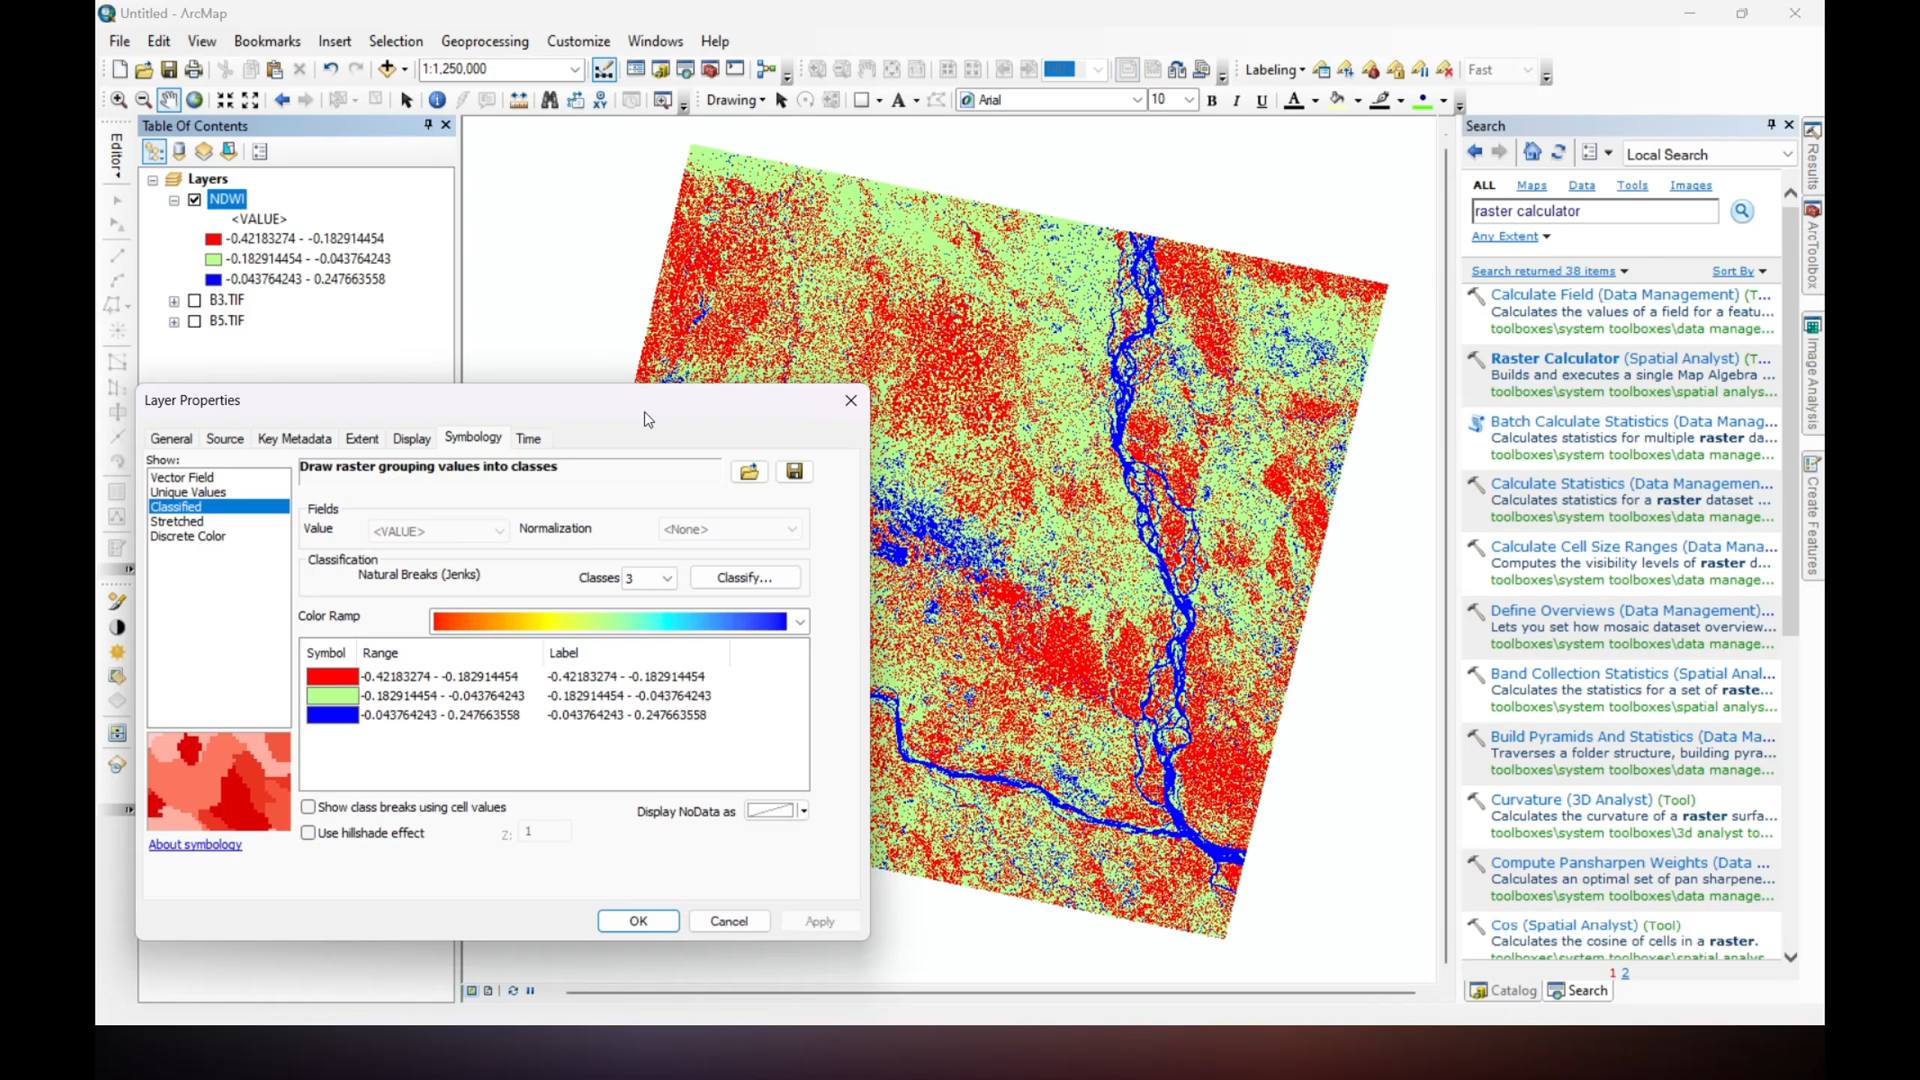 Untitled - ArcMap
File Edit View Bookmarks Insert Selection Geoprocessing Customize Windows Help
1:1,250,000
Labeling
Fast
Drawing
Arial
10
B I U A
Editor
Table Of Contents
Layers
NDWI
<VALUE>
-0.42183274 - -0.182914454
-0.182914454 - -0.043764243
-0.043764243 - 0.247663558
B3.TIF
B5.TIF
Layer Properties
General Source Key Metadata Extent Display Symbology Time
Show:
Vector Field
Unique Values
Classified
Stretched
Discrete Color
About symbology
Draw raster grouping values into classes
Fields
Value <VALUE> Normalization <None>
Classification
Natural Breaks (Jenks) Classes 3 Classify...
Color Ramp
Symbol Range Label
-0.42183274 - -0.182914454 -0.42183274 - -0.182914454
-0.182914454 - -0.043764243 -0.182914454 - -0.043764243
-0.043764243 - 0.247663558 -0.043764243 - 0.247663558
Show class breaks using cell values
Display NoData as
Use hillshade effect Z: 1
OK Cancel Apply
Search
Local Search
ALL Maps Data Tools Images
raster calculator
Any Extent
Search returned 38 items Sort By
Calculate Field (Data Management) (T...
Calculates the values of a field for a featu...
toolboxes\system toolboxes\data manage...
Raster Calculator (Spatial Analyst) (T...
Builds and executes a single Map Algebra ...
toolboxes\system toolboxes\spatial analys...
Batch Calculate Statistics (Data Manag...
Calculates statistics for multiple raster da...
toolboxes\system toolboxes\data manage...
Calculate Statistics (Data Managemen...
Calculates statistics for a raster dataset ...
toolboxes\system toolboxes\data manage...
Calculate Cell Size Ranges (Data Mana...
Computes the visibility levels of raster d...
toolboxes\system toolboxes\data manage...
Define Overviews (Data Management)...
Lets you set how mosaic dataset overview...
toolboxes\system toolboxes\data manage...
Band Collection Statistics (Spatial Anal...
Calculates the statistics for a set of raste...
toolboxes\system toolboxes\spatial analys...
Build Pyramids And Statistics (Data Ma...
Traverses a folder structure, building pyra...
toolboxes\system toolboxes\data manage...
Curvature (3D Analyst) (Tool)
Calculates the curvature of a raster surfa...
toolboxes\system toolboxes\3d analyst to...
Compute Pansharpen Weights (Data ...
Calculates an optimal set of pan sharpene...
toolboxes\system toolboxes\data manage...
Cos (Spatial Analyst) (Tool)
Calculates the cosine of cells in a raster.
toolboxes\system toolboxes\spatial analys...
1 2
Catalog Search
Results
ArcToolbox
Image Analysis
Create Features